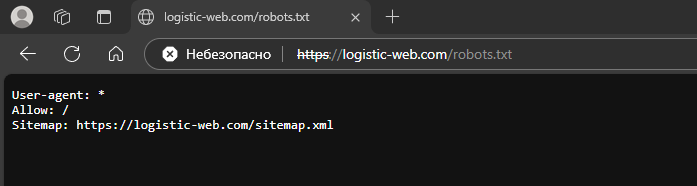 logistic-web.com/robots.txt
Небезопасно https://logistic-web.com/robots.txt
User-agent: *
Allow: /
Sitemap: https://logistic-web.com/sitemap.xml